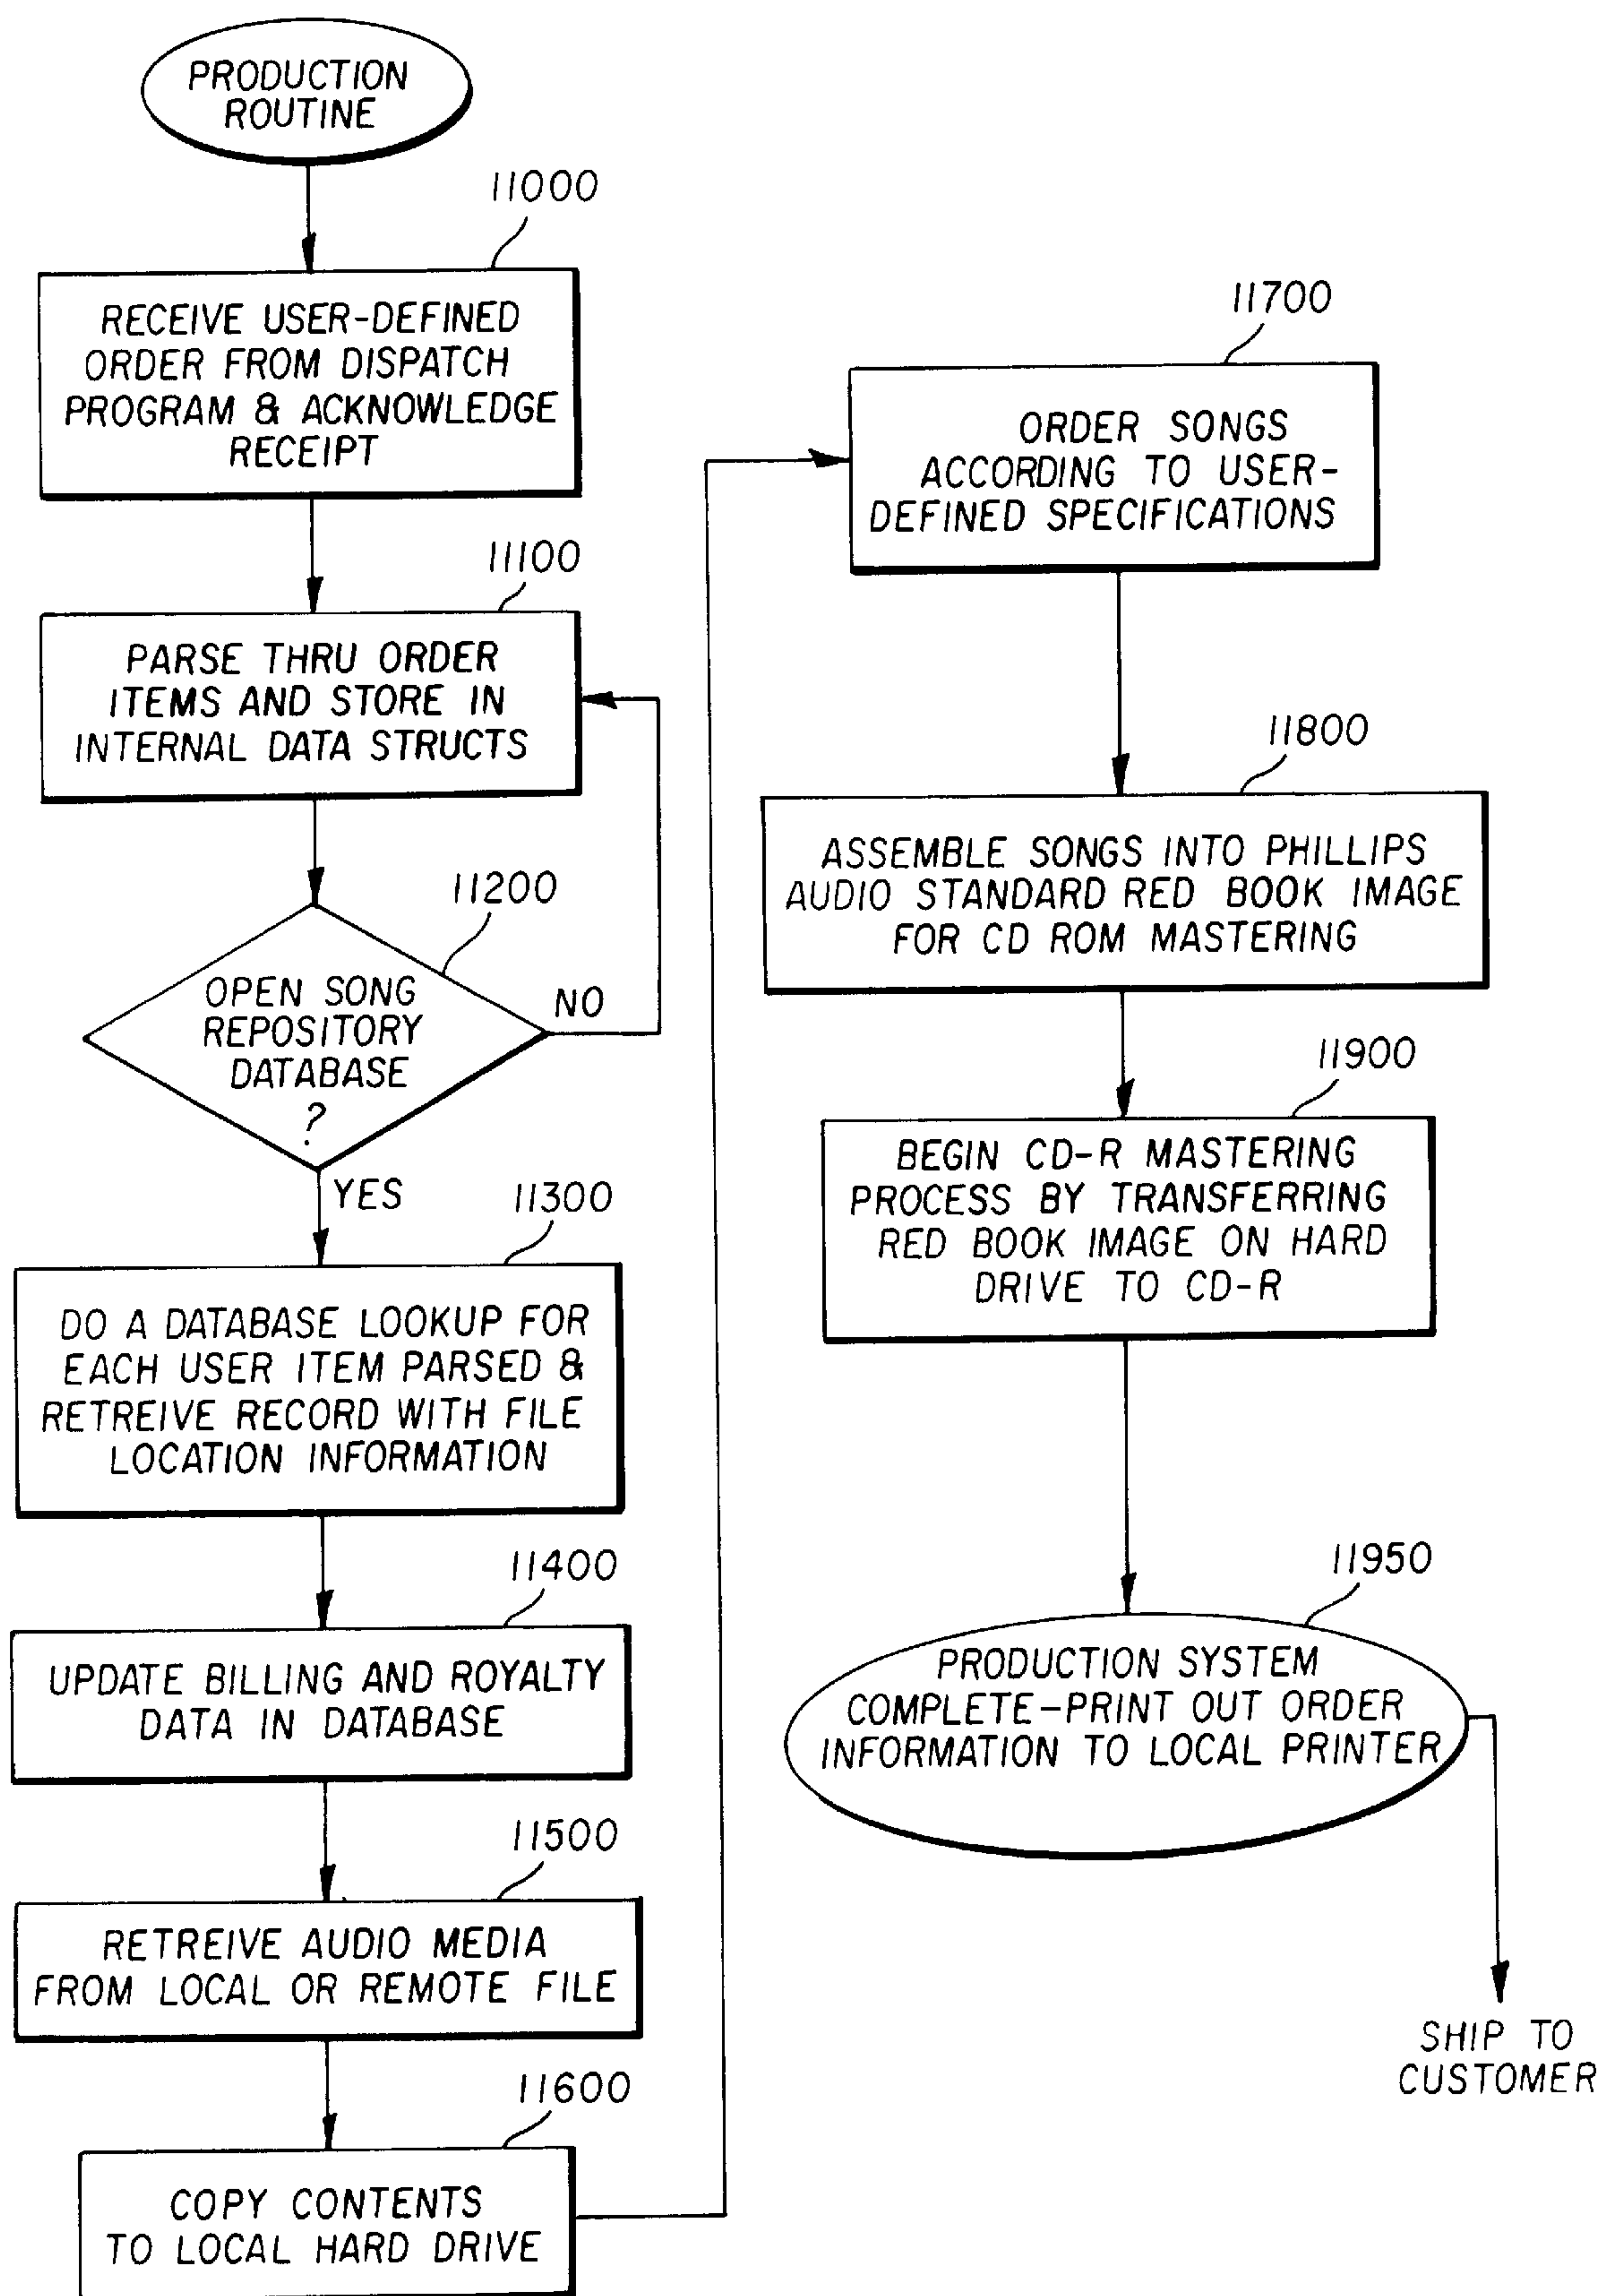 PRODUCTION
ROUTINE
11000
RECEIVE USER-DEFINED
ORDER FROM DISPATCH
PROGRAM & ACKNOWLEDGE
RECEIPT
11100
PARSE THRU ORDER
ITEMS AND STORE IN
INTERNAL DATA STRUCTS
11200
OPEN SONG
REPOSITORY
DATABASE
?
NO
YES
11300
DO A DATABASE LOOKUP FOR
EACH USER ITEM PARSED &
RETREIVE RECORD WITH FILE
LOCATION INFORMATION
11400
UPDATE BILLING AND ROYALTY
DATA IN DATABASE
11500
RETREIVE AUDIO MEDIA
FROM LOCAL OR REMOTE FILE
11600
COPY CONTENTS
TO LOCAL HARD DRIVE
11700
ORDER SONGS
ACCORDING TO USER-
DEFINED SPECIFICATIONS
11800
ASSEMBLE SONGS INTO PHILLIPS
AUDIO STANDARD RED BOOK IMAGE
FOR CD ROM MASTERING
11900
BEGIN CD-R MASTERING
PROCESS BY TRANSFERRING
RED BOOK IMAGE ON HARD
DRIVE TO CD-R
11950
PRODUCTION SYSTEM
COMPLETE-PRINT OUT ORDER
INFORMATION TO LOCAL PRINTER
SHIP TO
CUSTOMER